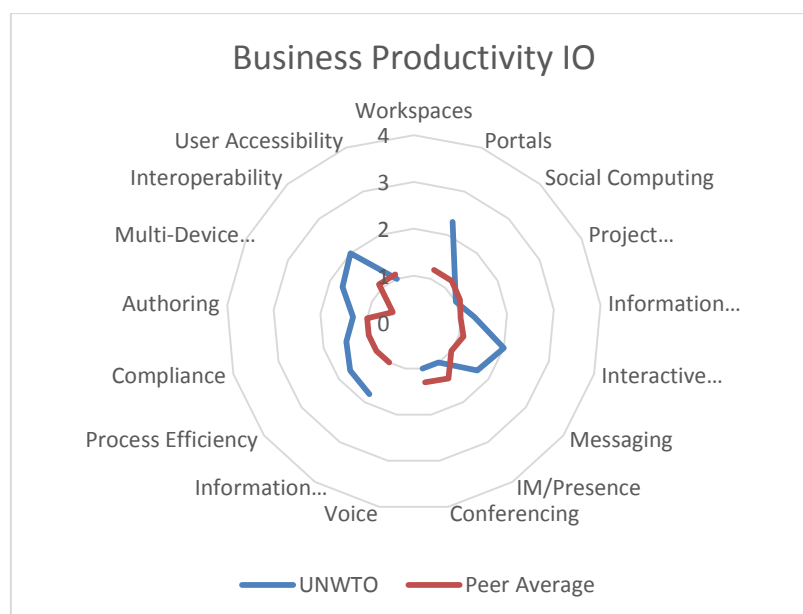 Business Productivity IO
Workspaces
Portals
Social Computing
Project...
Information...
Interactive...
Messaging
IM/Presence
Conferencing
Voice
Information...
Process Efficiency
Compliance
Authoring
Multi-Device...
Interoperability
User Accessibility
4
3
2
1
0
UNWTO
Peer Average